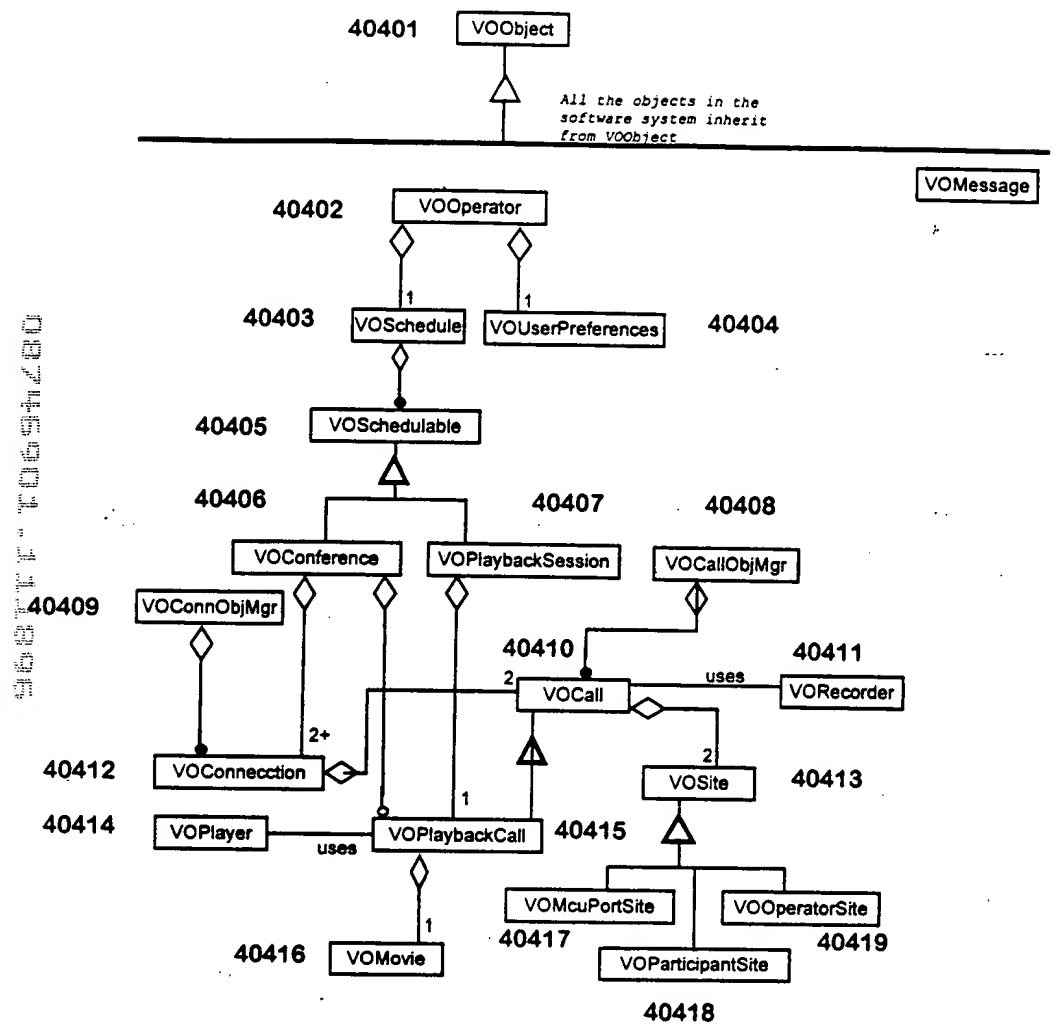 40401
VOObject
All the objects in the
software system inherit
from VOObject
VOMessage
40402
VOOperator
1
1
40403
VOSchedule
VOUserPreferences
40404
40405
VOSchedulable
40406
40407
40408
VOConference
VOPlaybackSession
VOCallObjMgr
40409
VOConnObjMgr
40410
40411
2
VOCall
uses
VORecorder
2+
2
40412
VOConnecction
VOSite
40413
1
40414
VOPlayer
uses
VOPlaybackCall
40415
VOMcuPortSite
VOOperatorSite
1
40417
40419
40416
VOMovie
VOParticipantSite
40418